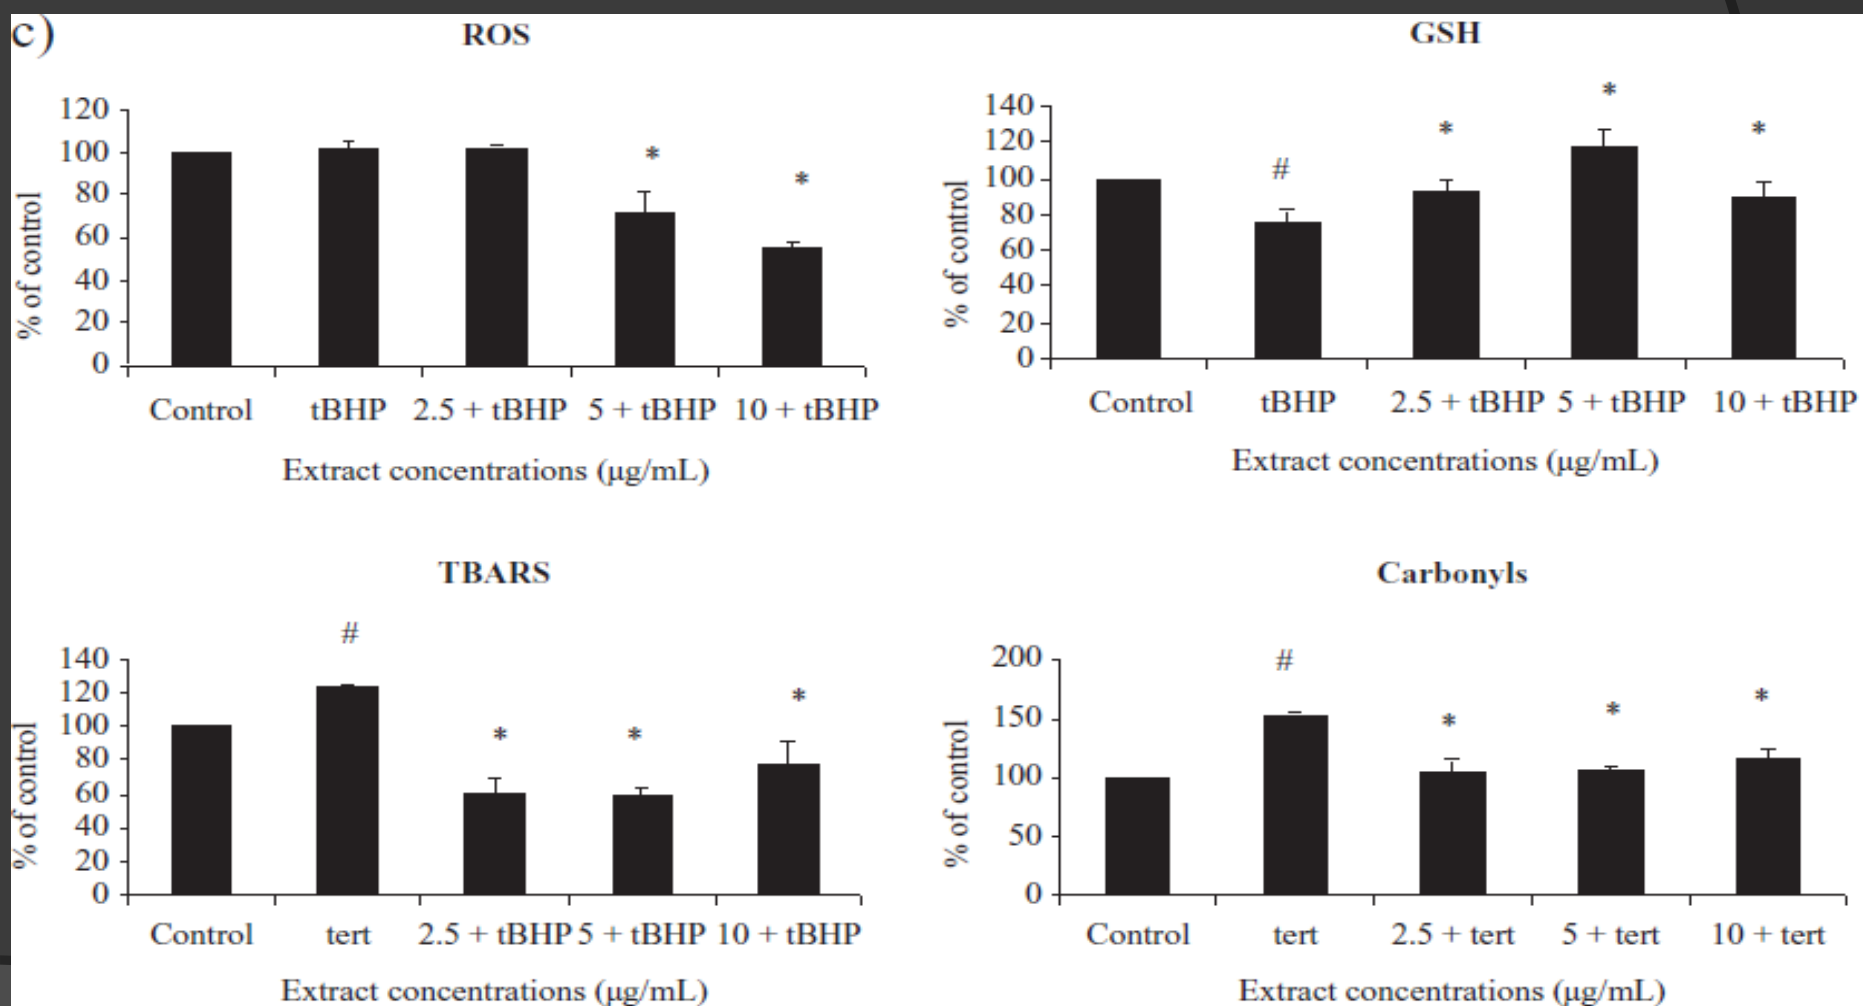 c)
ROS
120
100
80
60
40
20
0
% of control
*
*
Control tBHP 2.5 + tBHP 5 + tBHP 10 + tBHP
Extract concentrations (μg/mL)
GSH
140
120
100
80
60
40
20
0
% of control
#
*
*
*
Control tBHP 2.5 + tBHP 5 + tBHP 10 + tBHP
Extract concentrations (μg/mL)
TBARS
140
120
100
80
60
40
20
0
% of control
#
*
*
*
Control tert 2.5 + tBHP 5 + tBHP 10 + tBHP
Extract concentrations (μg/mL)
Carbonyls
200
150
100
50
0
% of control
#
*
*
*
Control tert 2.5 + tert 5 + tert 10 + tert
Extract concentrations (μg/mL)